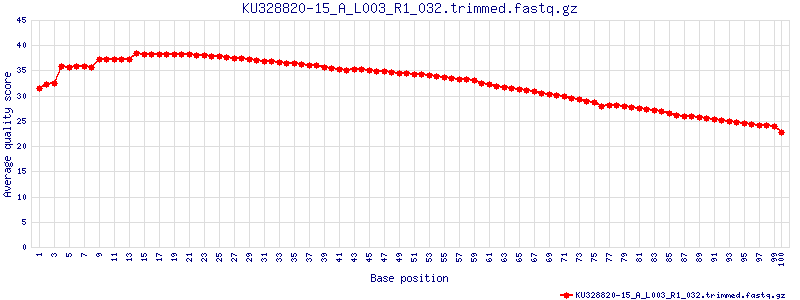 KU328820-15_A_L003_R1_032.trimmed.fastq.gz
Average quality score
45
40
35
30
25
20
15
10
5
0
1 3 5 7 9 11 13 15 17 19 21 23 25 27 29 31 33 35 37 39 41 43 45 47 49 51 53 55 57 59 61 63 65 67 69 71 73 75 77 79 81 83 85 87 89 91 93 95 97 99 100
Base position
KU328820-15_A_L003_R1_032.trimmed.fastq.gz